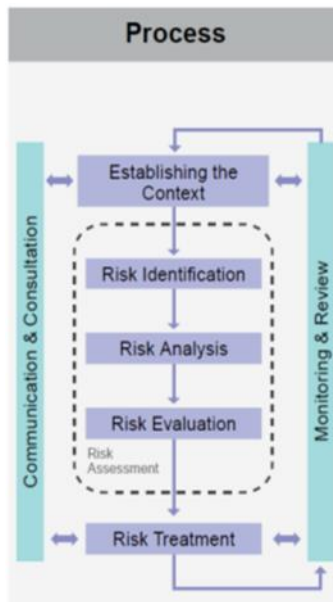 Process
Establishing the
Context
Risk Identification
Risk Analysis
Risk Evaluation
Risk
Assessment
Risk Treatment
Communication & Consultation
Monitoring & Review